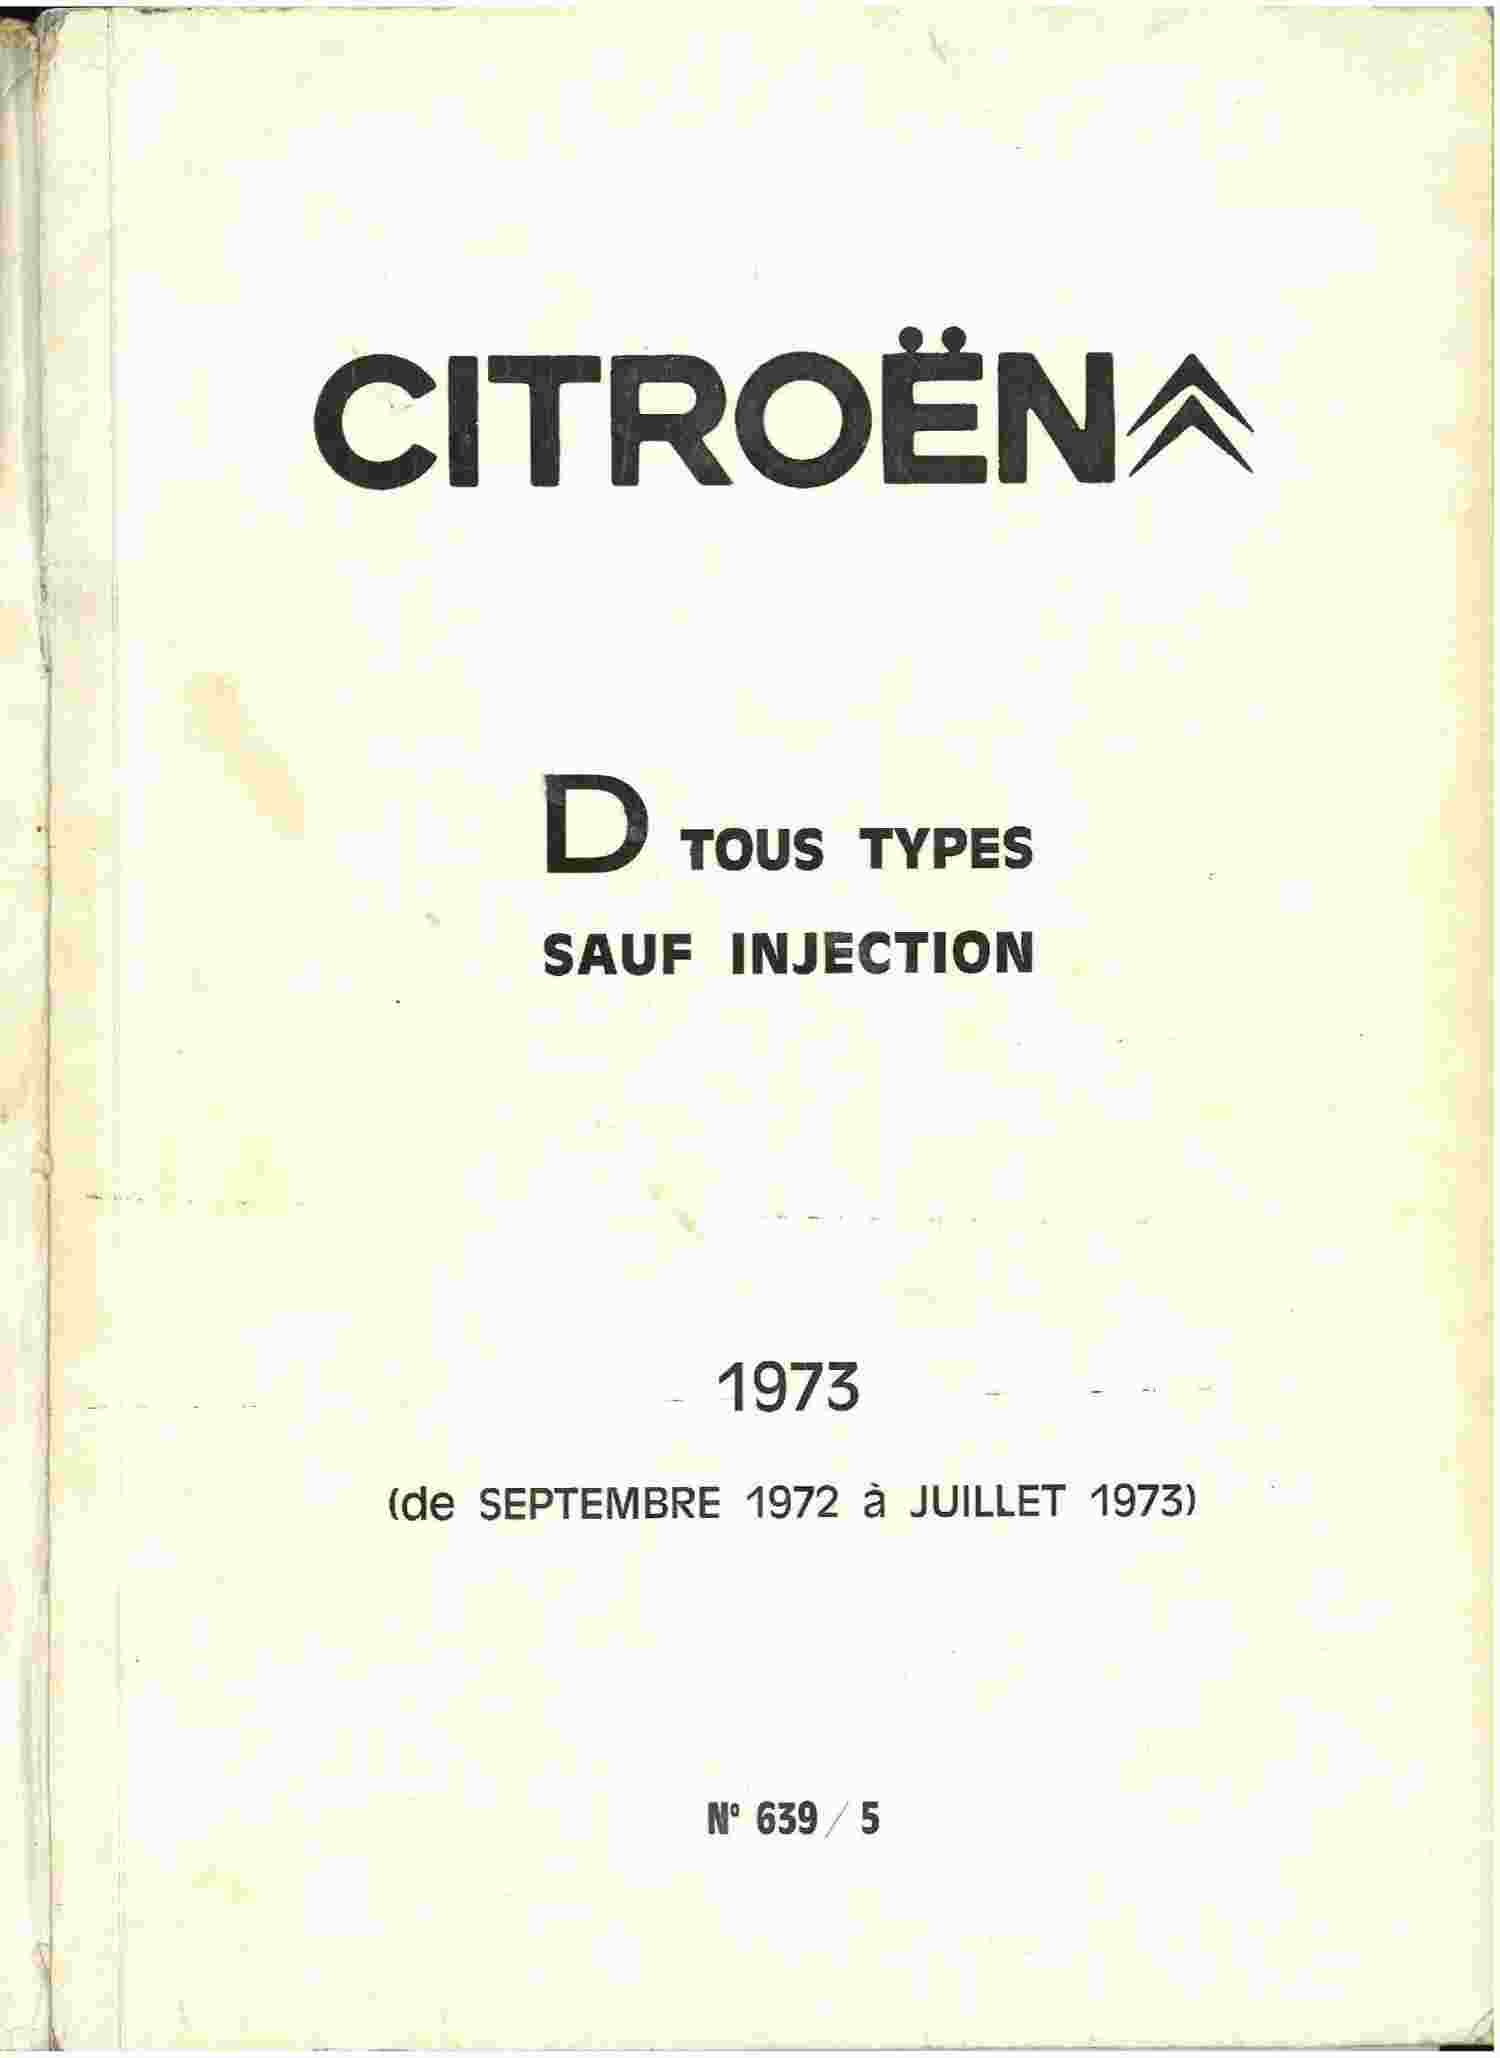 CITROËN
D TOUS TYPES
SAUF INJECTION
1973
(de SEPTEMBRE 1972 à JUILLET 1973)
N° 639 / 5